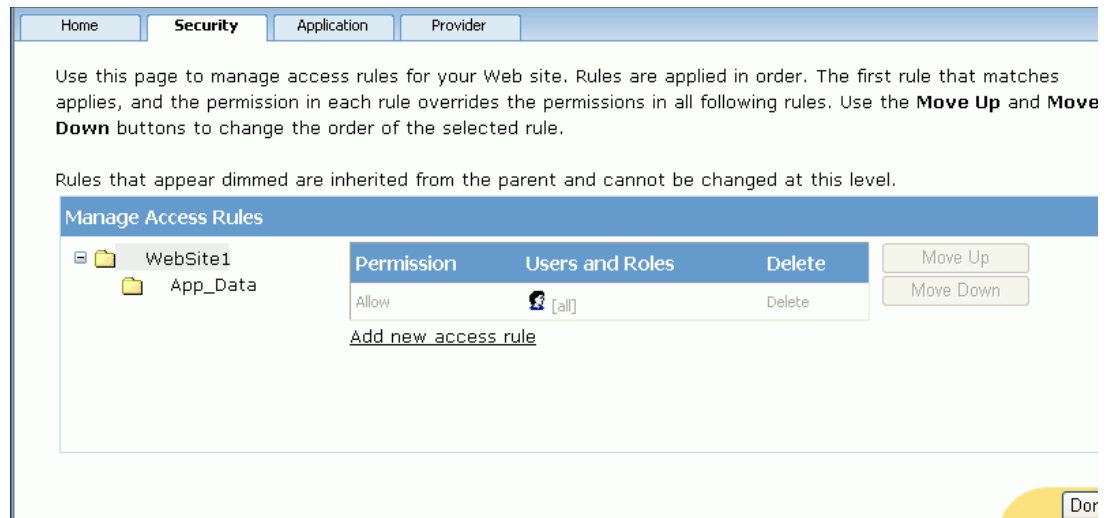 Home Security Application Provider
Use this page to manage access rules for your Web site. Rules are applied in order. The first rule that matches
applies, and the permission in each rule overrides the permissions in all following rules. Use the Move Up and Move
Down buttons to change the order of the selected rule.
Rules that appear dimmed are inherited from the parent and cannot be changed at this level.
Manage Access Rules
WebSite1
App_Data
Permission Users and Roles Delete
Allow [all] Delete
Add new access rule
Move Up
Move Down